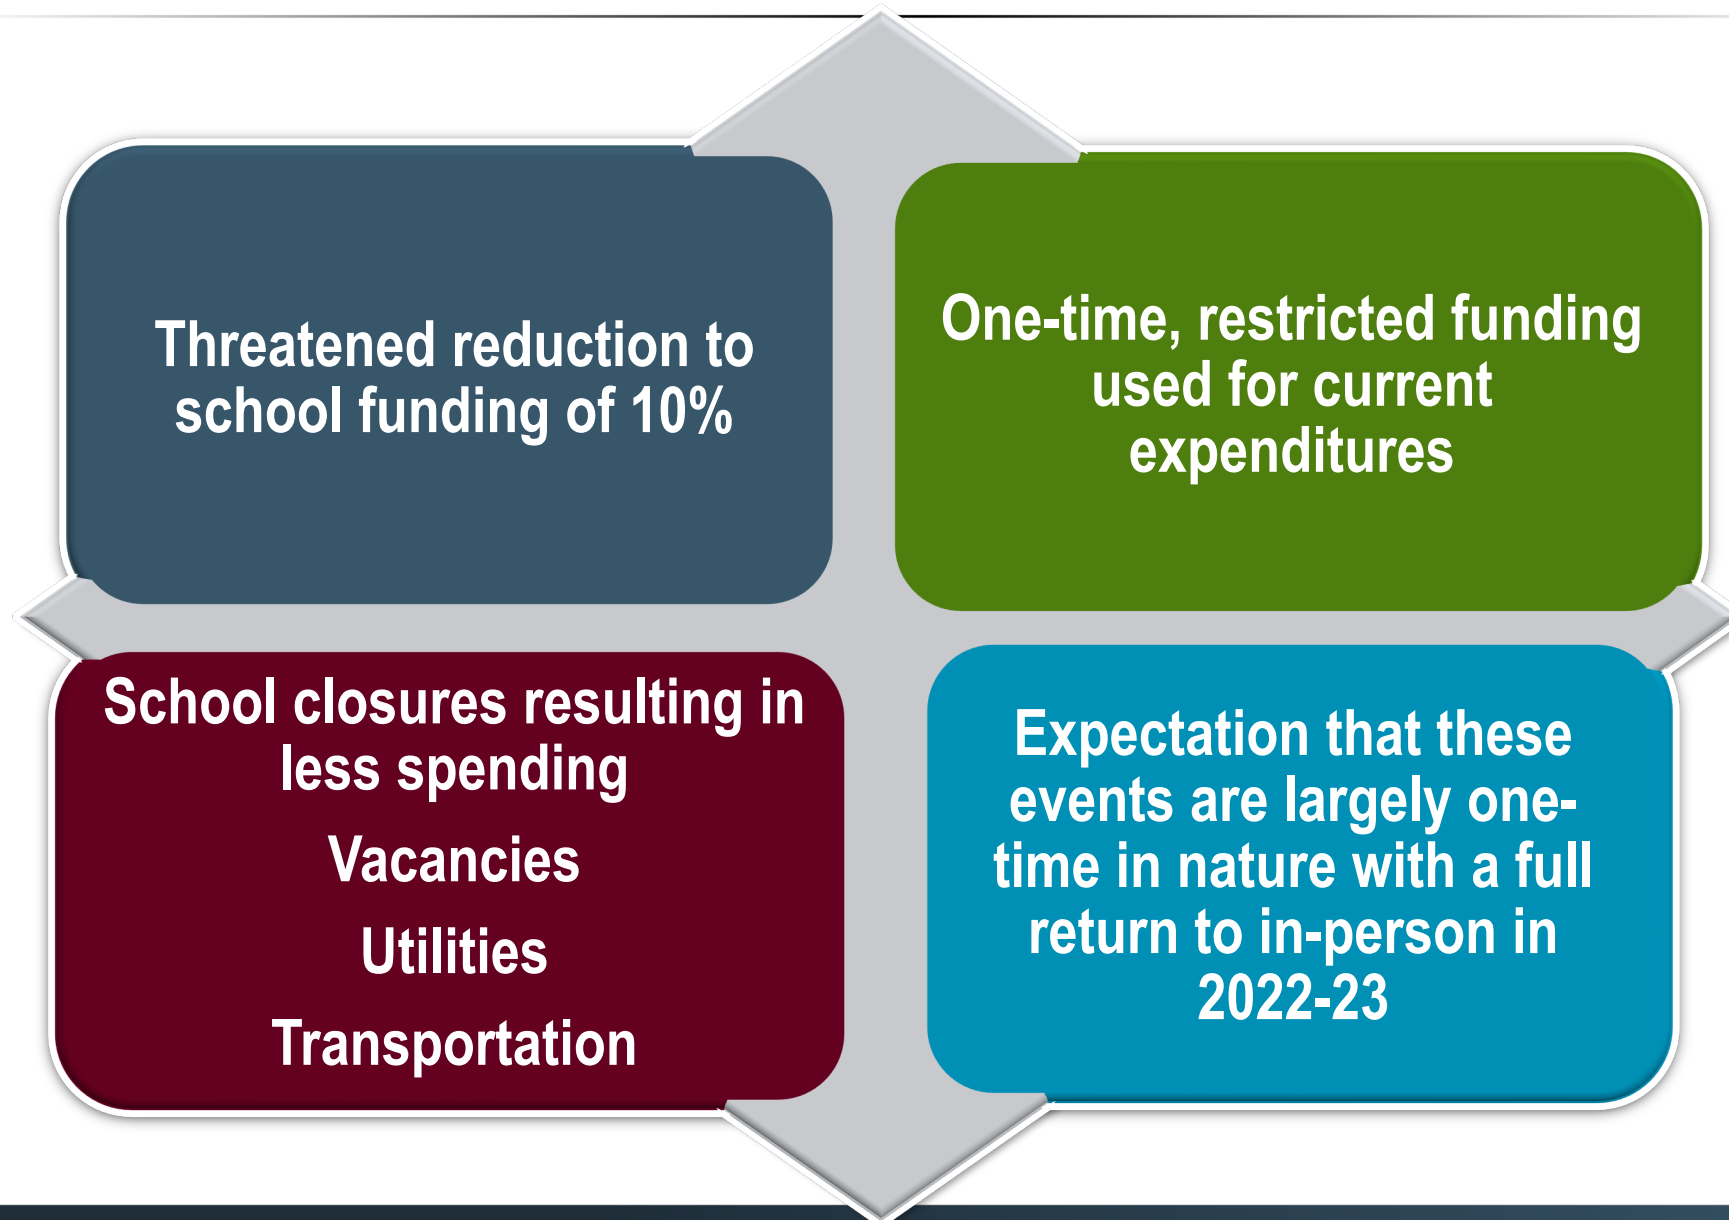 Threatened reduction to
school funding of 10%
One-time, restricted funding
used for current
expenditures
School closures resulting in
less spending
Vacancies
Utilities
Transportation
Expectation that these
events are largely one-
time in nature with a full
return to in-person in
2022-23